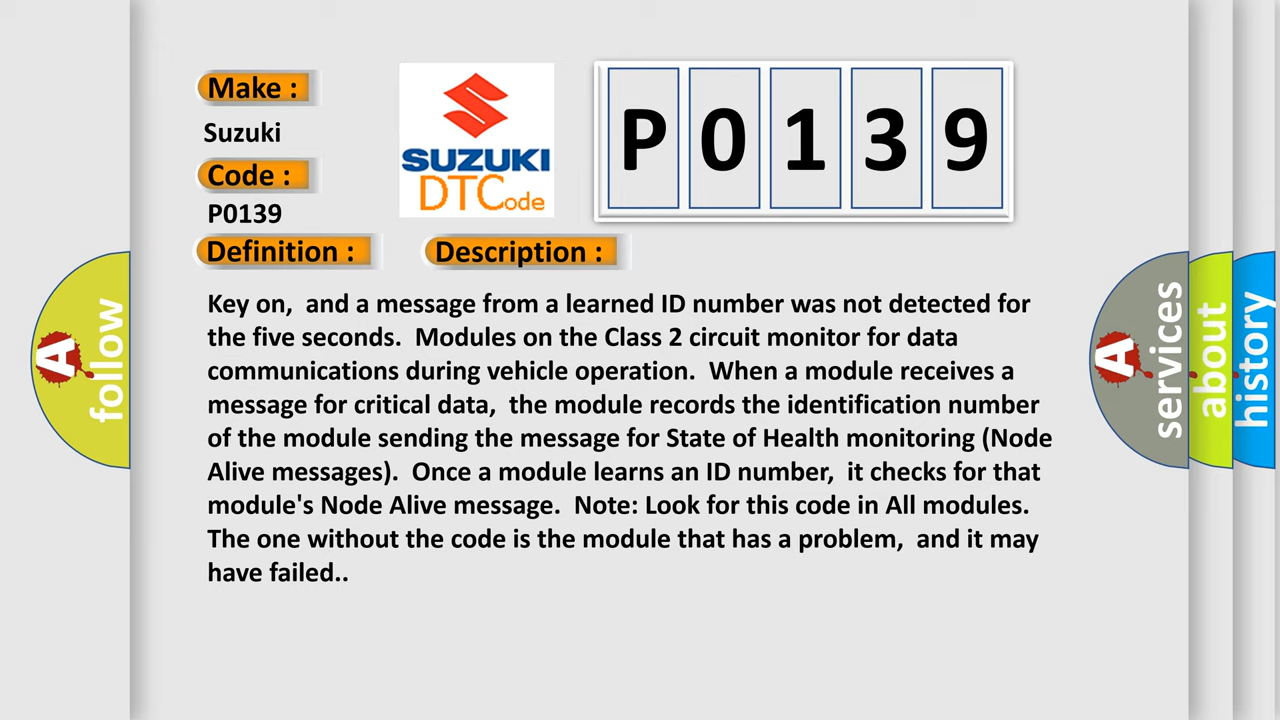 Make :
Suzuki
Code :
P0139
Definition :
Description :
SUZUKI
DTCode
P0139
Key on, and a message from a learned ID number was not detected for
the five seconds Modules on the Class 2 circuit monitor for data
communications during vehicle operation When a module receives a
message for critical data, the module records the identification number
of the module sending the message for State of Health monitoring (Node
Alive messages) Once a module learns an ID number, it checks for that
module's Node Alive message Note: Look for this code in All modules.
The one without the code is the module that has a problem, and it may
have failed..
A follow
A services
about
history